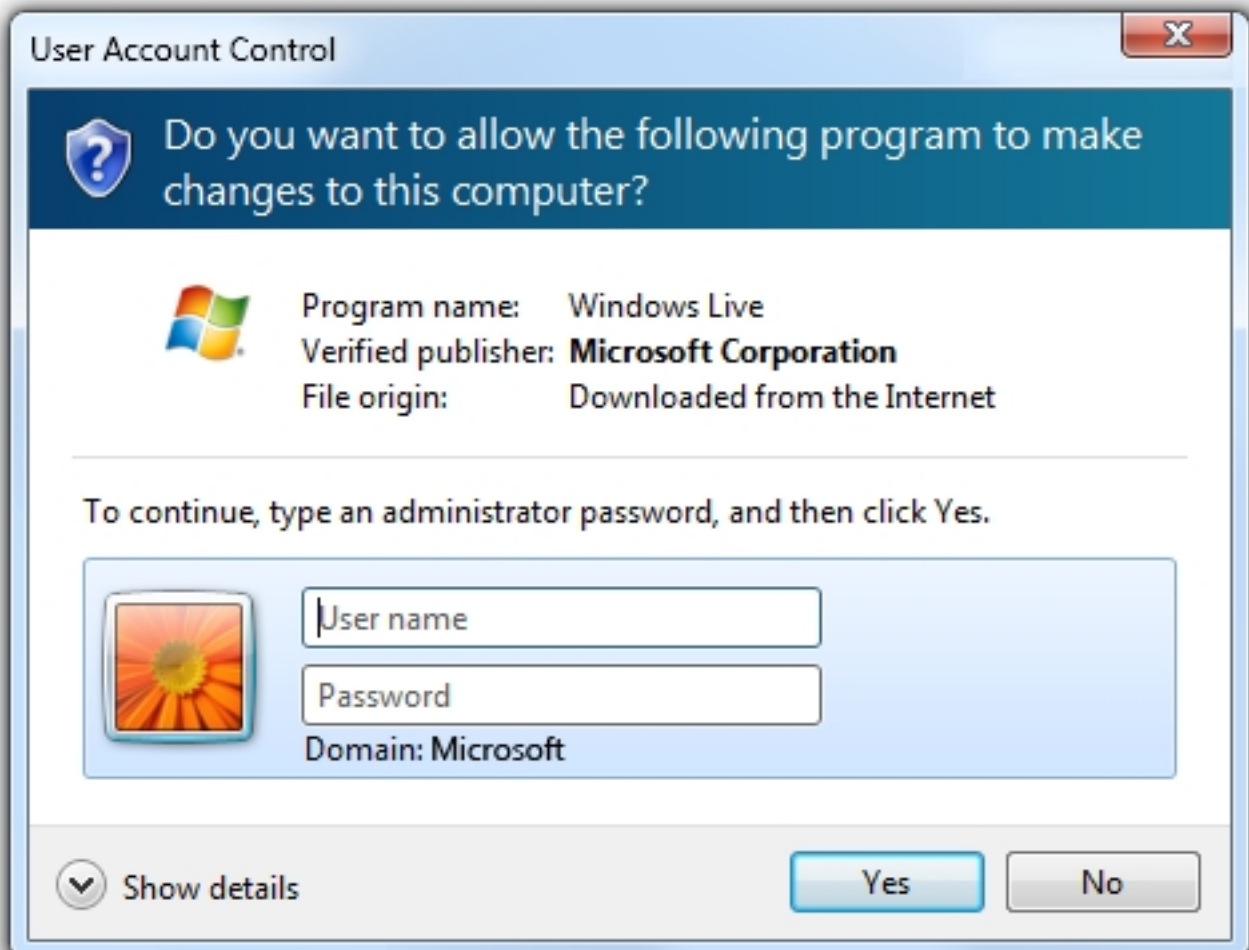 User Account Control
Do you want to allow the following program to make
changes to this computer?
Program name: Windows Live
Verified publisher: Microsoft Corporation
File origin: Downloaded from the Internet
To continue, type an administrator password, and then click Yes.
User name
Password
Domain: Microsoft
Show details
Yes
No